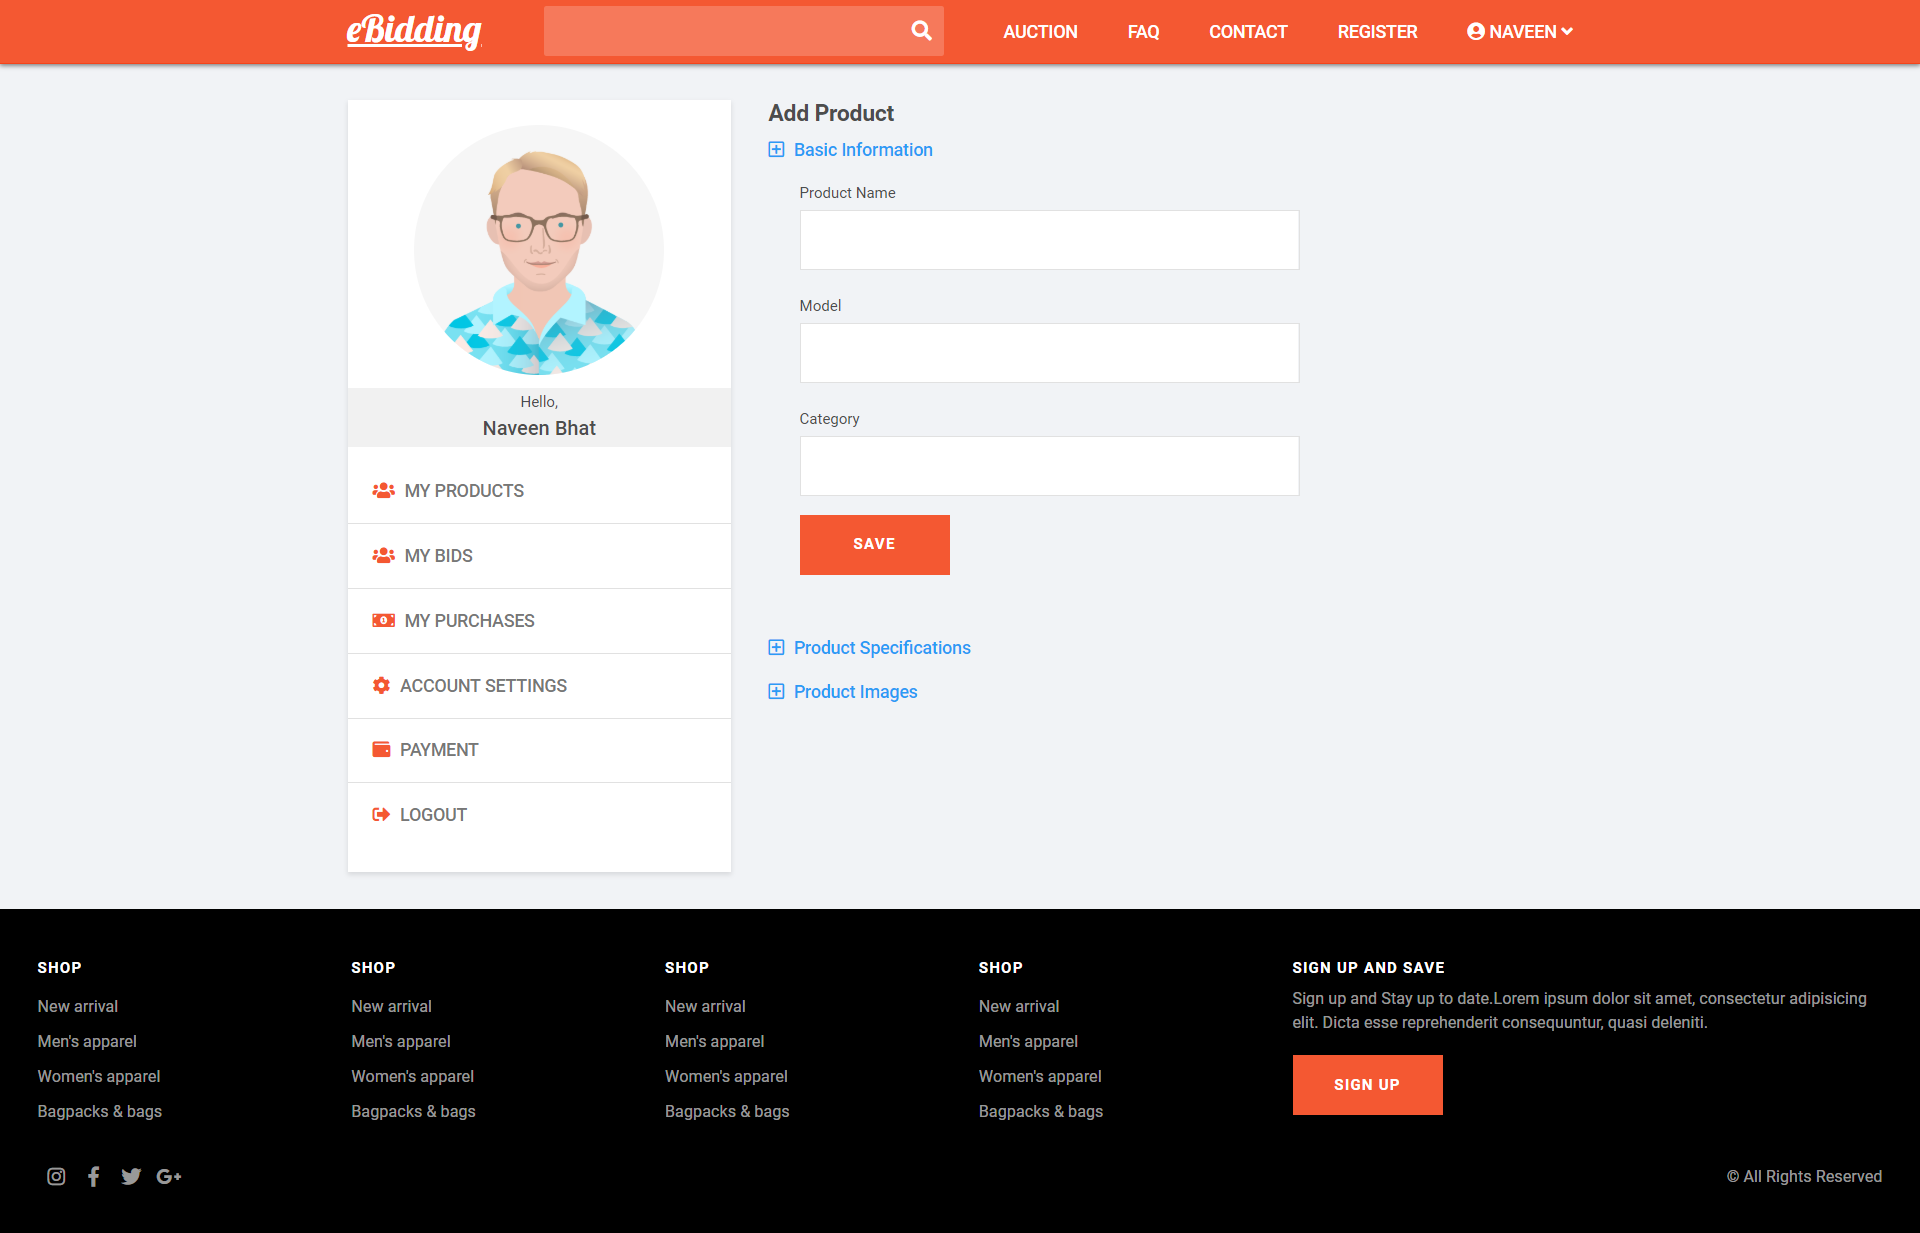 eBidding
AUCTION
FAQ
CONTACT
REGISTER
NAVEEN
Hello,
Naveen Bhat
MY PRODUCTS
MY BIDS
MY PURCHASES
ACCOUNT SETTINGS
PAYMENT
LOGOUT
Add Product
Basic Information
Product Name
Model
Category
SAVE
Product Specifications
Product Images
SHOP
New arrival
Men's apparel
Women's apparel
Bagpacks & bags
SHOP
New arrival
Men's apparel
Women's apparel
Bagpacks & bags
SHOP
New arrival
Men's apparel
Women's apparel
Bagpacks & bags
SHOP
New arrival
Men's apparel
Women's apparel
Bagpacks & bags
SIGN UP AND SAVE
Sign up and Stay up to date.Lorem ipsum dolor sit amet, consectetur adipisicing
elit. Dicta esse reprehenderit consequuntur, quasi deleniti.
SIGN UP
© All Rights Reserved